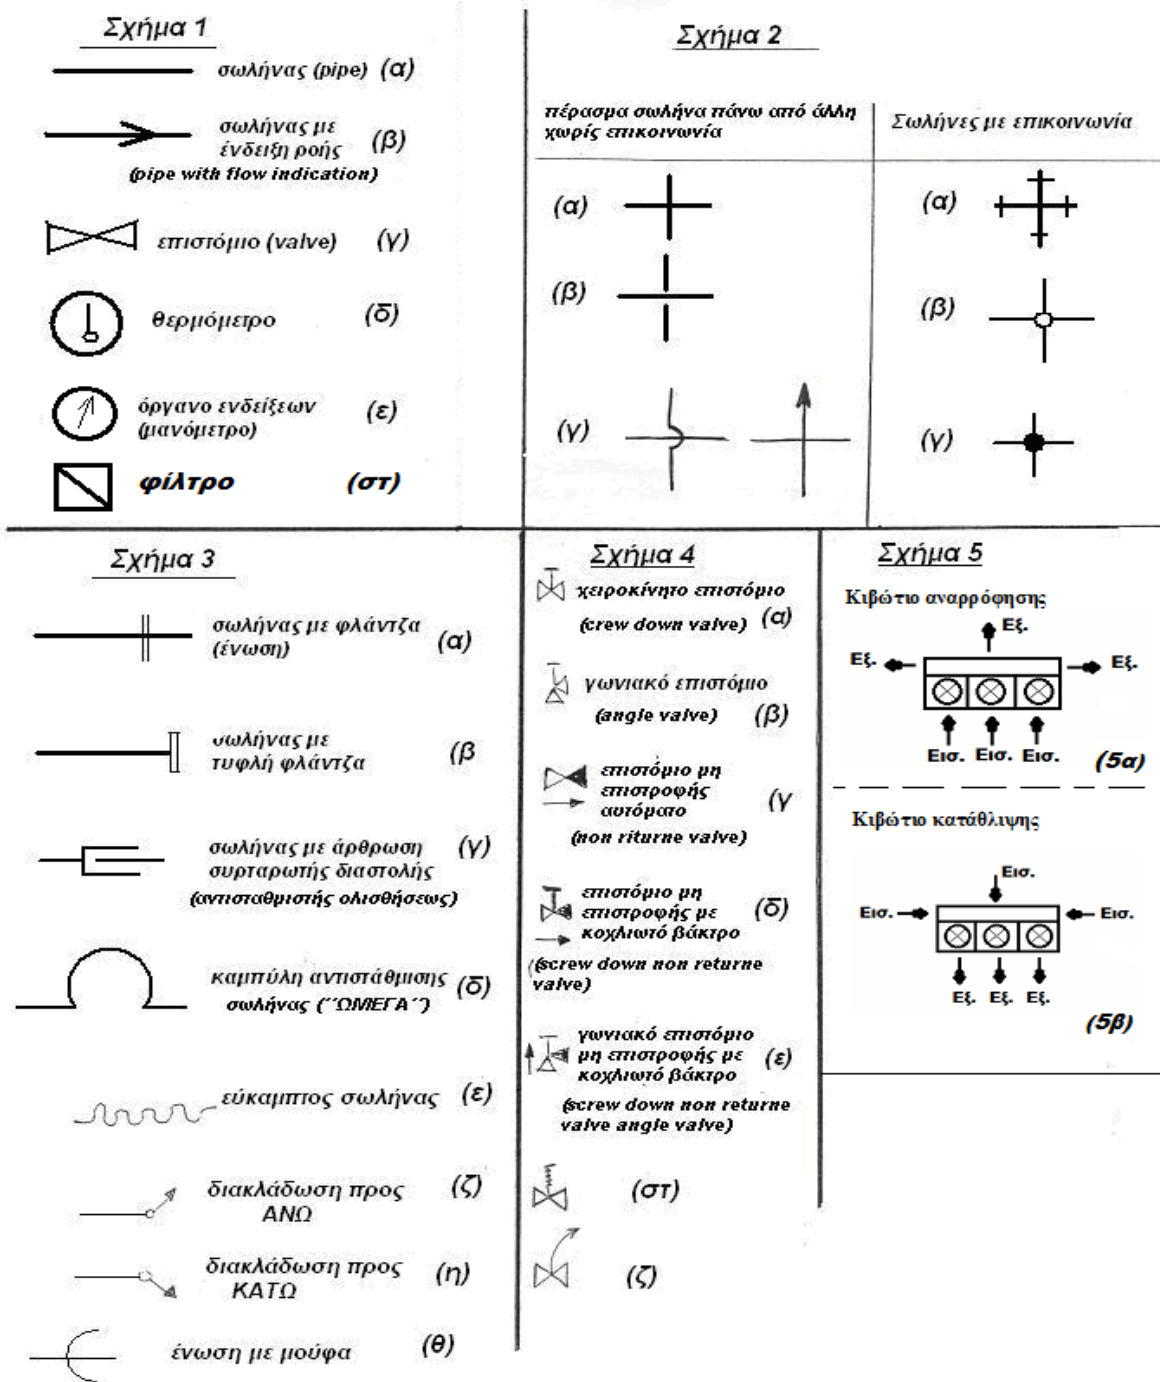 Σχήμα 1
σωλήνας (pipe) (α)
σωλήνας με
ένδειξη ροής (β)
(pipe with flow indication)
επιστόμιο (valve) (γ)
θερμόμετρο (δ)
όργανο ενδείξεων (ε)
(μανόμετρο)
φίλτρο (στ)
Σχήμα 2
πέρασμα σωλήνα πάνω από άλλη
χωρίς επικοινωνία
(α)
(β)
(γ)
Σωλήνες με επικοινωνία
(α)
(β)
(γ)
Σχήμα 3
σωλήνας με φλάντζα
(ένωση) (α)
σωλήνας με
τυφλή φλάντζα (β
σωλήνας με άρθρωση (γ)
συρταρωτής διαστολής
(αντισταθμιστής ολισθήσεως)
καμπύλη αντιστάθμισης (δ)
σωλήνας (΄΄ΩΜΕΓΑ΄΄)
εύκαμπτος σωλήνας (ε)
διακλάδωση προς (ζ)
ΑΝΩ
διακλάδωση προς (η)
ΚΑΤΩ
ένωση με μούφα (θ)
Σχήμα 4
χειροκίνητο επιστόμιο
(crew down valve) (α)
γωνιακό επιστόμιο
(angle valve) (β)
επιστόμιο μη
επιστροφής (γ
αυτόματο
(non riturne valve)
επιστόμιο μη
επιστροφής με (δ)
κοχλιωτό βάκτρο
(screw down non returne
valve)
γωνιακό επιστόμιο
μη επιστροφής με (ε)
κοχλιωτό βάκτρο
(screw down non returne
valve angle valve)
(στ)
(ζ)
Σχήμα 5
Κιβώτιο αναρρόφησης
Εξ.
Εξ. Εξ.
Εισ. Εισ. Εισ. (5α)
Κιβώτιο κατάθλιψης
Εισ.
Εισ. Εισ.
Εξ. Εξ. Εξ.
(5β)